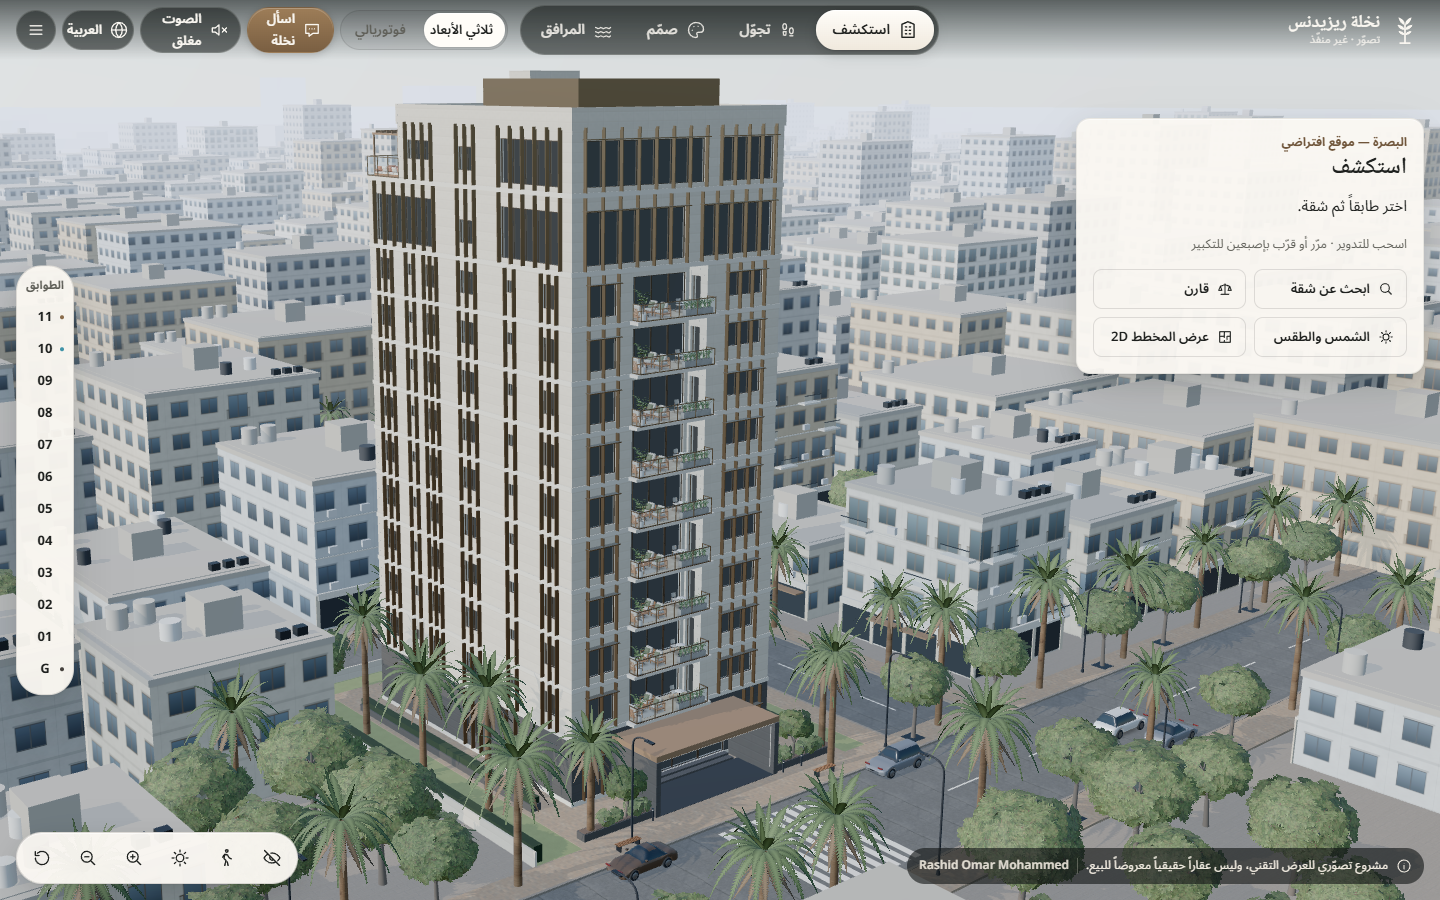 نخلة ريزيدنس
تصوّر · غير منفّذ
استكشف
تجوّل
صمّم
المرافق
ثلاثي الأبعاد
فوتوريالي
اسأل نخلة
الصوت مغلق
العربية
البصرة — موقع افتراضي
استكشف
اختر طابقاً ثم شقة.
اسحب للتدوير · مرّر أو قرّب بإصبعين للتكبير
ابحث عن شقة
قارن
الشمس والطقس
عرض المخطط 2D
الطوابق
11
10
09
08
07
06
05
04
03
02
01
G
مشروع تصوّري للعرض التقني، وليس عقاراً حقيقياً معروضاً للبيع.
Rashid Omar Mohammed